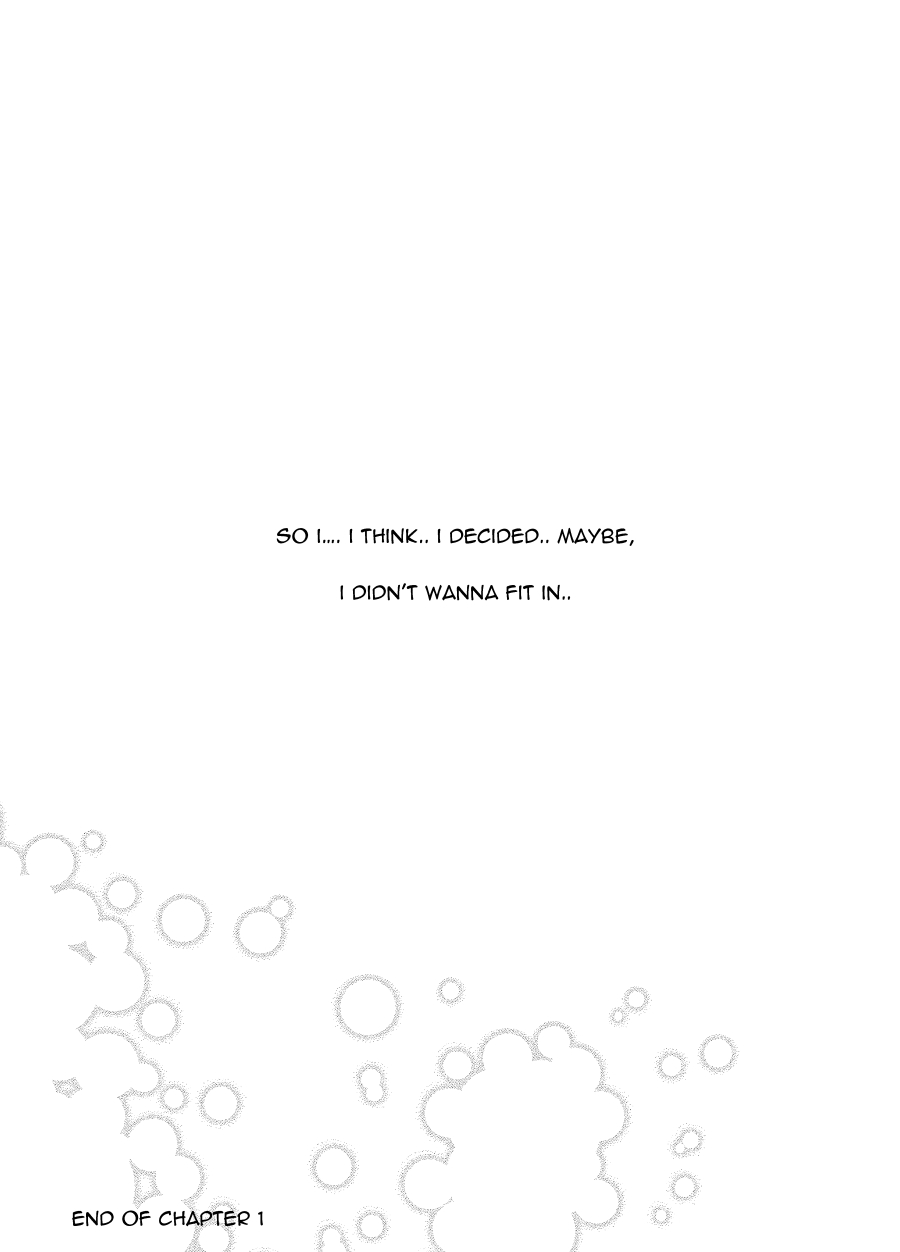 SO I.... I THINK.. I DECIDED.. MAYBE,
I DIDN'T WANNA FIT IN..
END OF CHAPTER 1